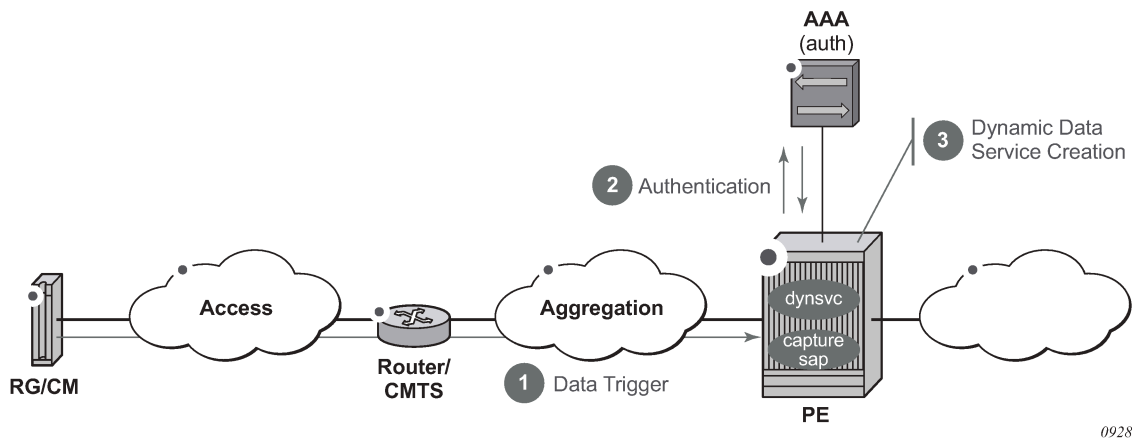 AAA
(auth)
3
Dynamic Data
Service Creation
2
Authentication
dynsvc
Access
Aggregation
capture
sap
Router/
CMTS
RG/CM
1
Data Trigger
PE
0928